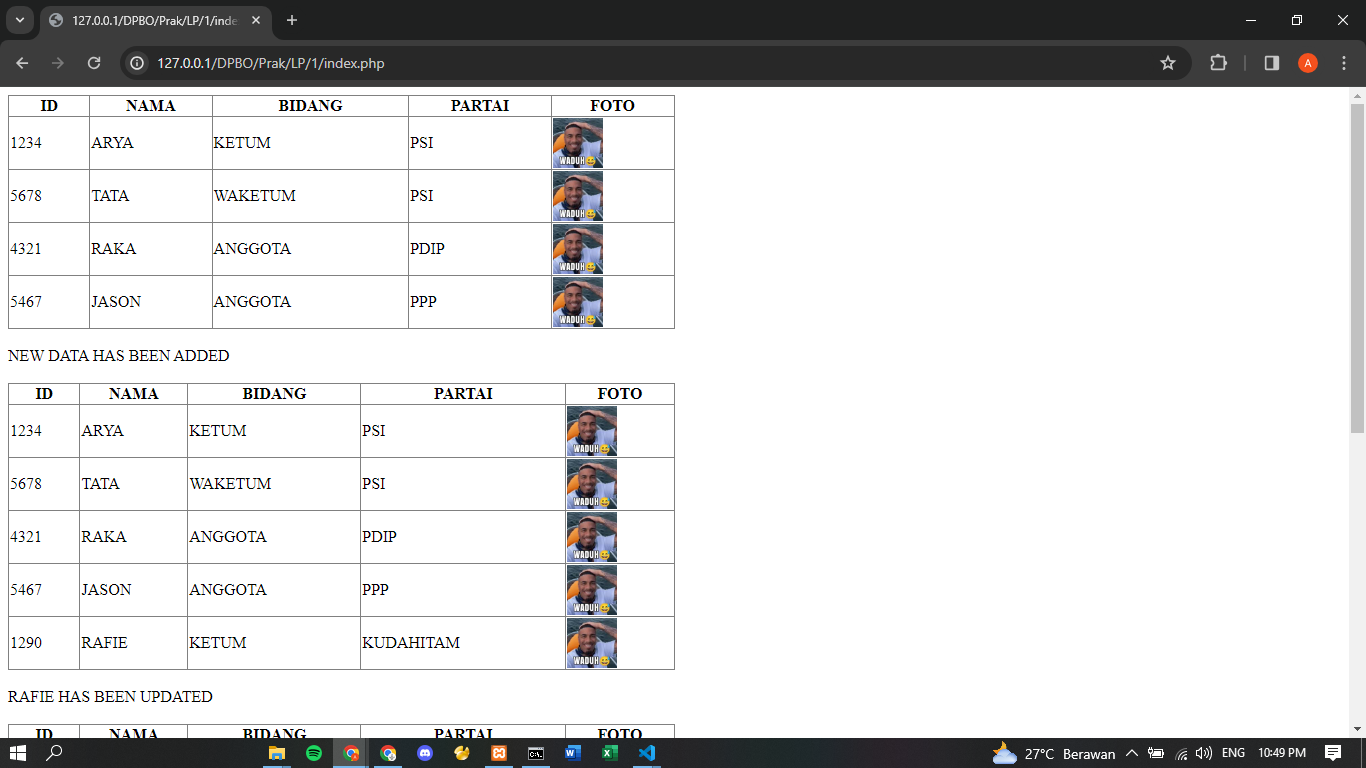 127.0.0.1/DPBO/Prak/LP/1/inde
127.0.0.1/DPBO/Prak/LP/1/index.php
A
ID NAMA BIDANG PARTAI FOTO
1234 ARYA KETUM PSI WADUH😆
5678 TATA WAKETUM PSI WADUH😆
4321 RAKA ANGGOTA PDIP WADUH😆
5467 JASON ANGGOTA PPP WADUH😆
NEW DATA HAS BEEN ADDED
ID NAMA BIDANG PARTAI FOTO
1234 ARYA KETUM PSI WADUH😆
5678 TATA WAKETUM PSI WADUH😆
4321 RAKA ANGGOTA PDIP WADUH😆
5467 JASON ANGGOTA PPP WADUH😆
1290 RAFIE KETUM KUDAHITAM WADUH😆
RAFIE HAS BEEN UPDATED
ID NAMA BIDANG PARTAI FOTO
27°C Berawan ENG 10:49 PM